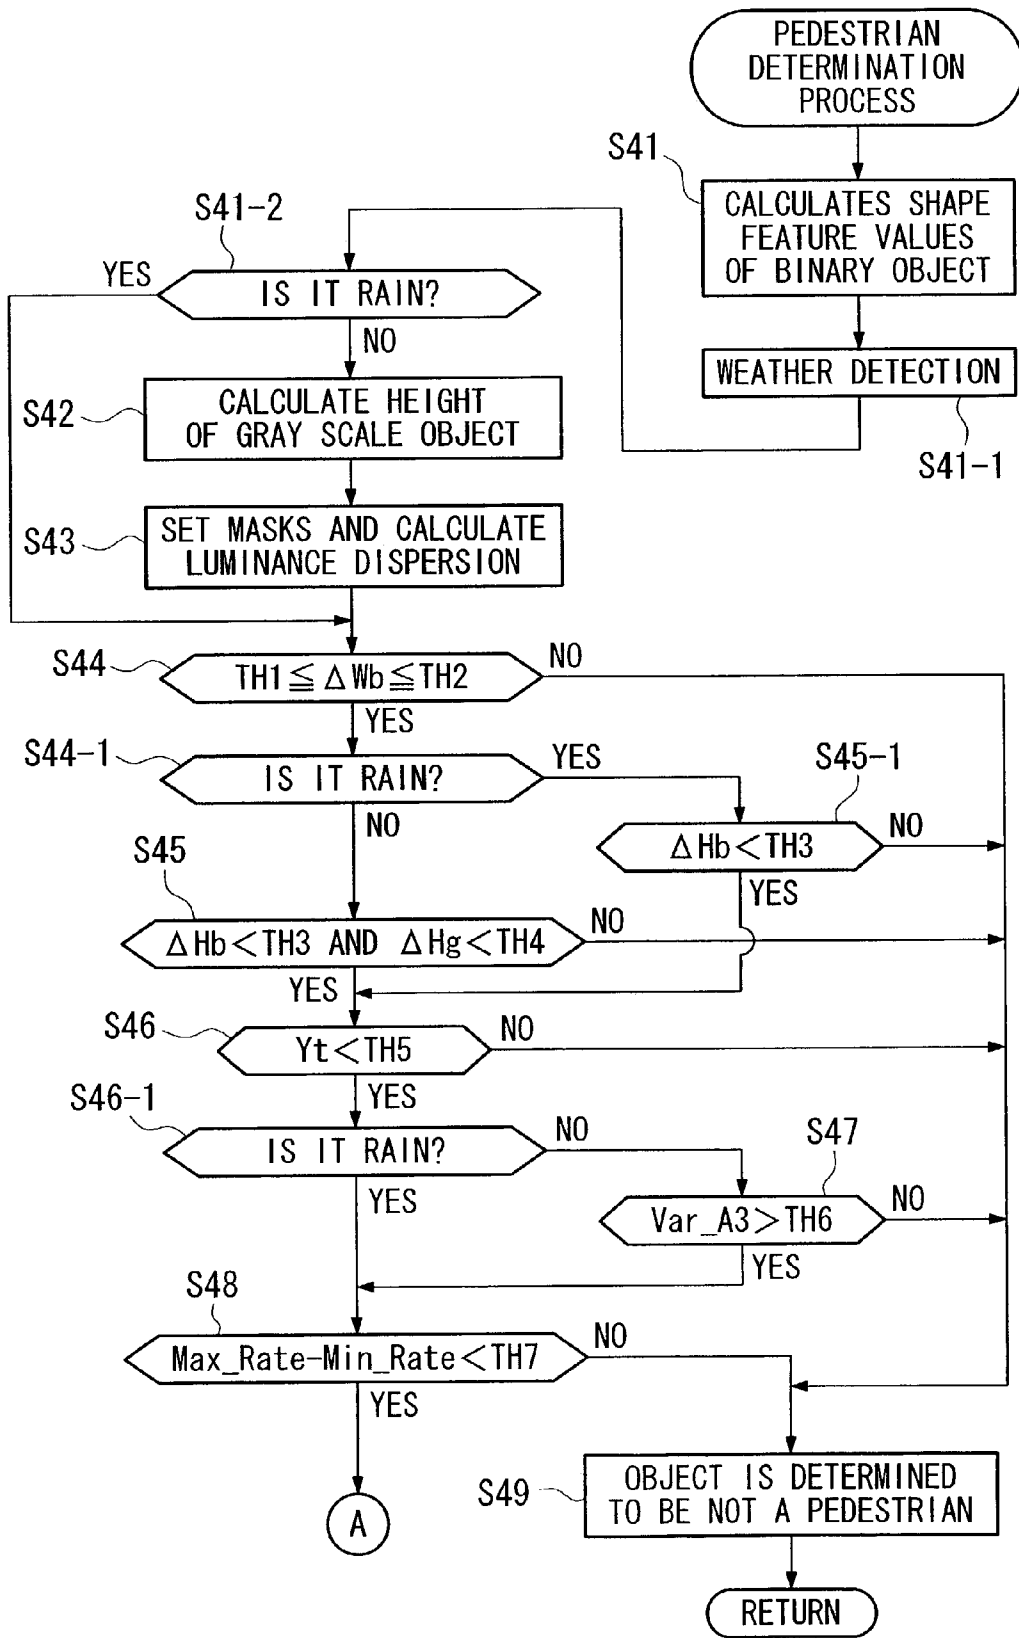 PEDESTRIAN
DETERMINATION
PROCESS
S41
CALCULATES SHAPE
FEATURE VALUES
OF BINARY OBJECT
WEATHER DETECTION
S41-1
S41-2
YES
IS IT RAIN?
NO
S42
CALCULATE HEIGHT
OF GRAY SCALE OBJECT
S43
SET MASKS AND CALCULATE
LUMINANCE DISPERSION
S44
TH1≦ΔWb≦TH2
NO
YES
S44-1
IS IT RAIN?
YES
NO
S45-1
ΔHb<TH3
NO
YES
S45
ΔHb<TH3 AND ΔHg<TH4
NO
YES
S46
Yt<TH5
NO
YES
S46-1
IS IT RAIN?
NO
YES
S47
Var_A3>TH6
NO
YES
S48
Max_Rate-Min_Rate<TH7
NO
YES
A
S49
OBJECT IS DETERMINED
TO BE NOT A PEDESTRIAN
RETURN